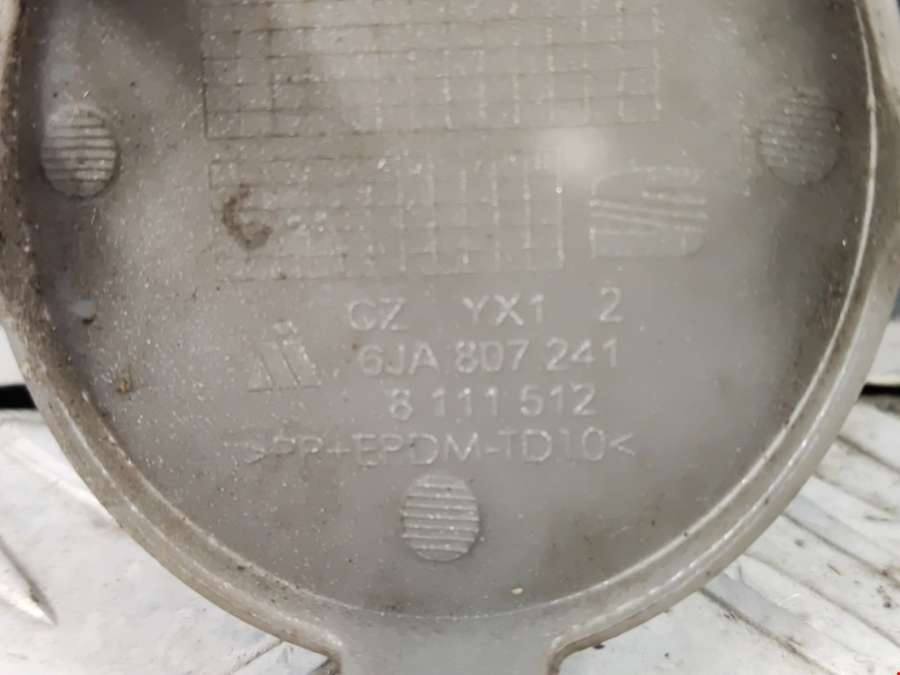 CZ YX1 2
6JA 807 241
8 111 512
>PP+EPDM-TD10<